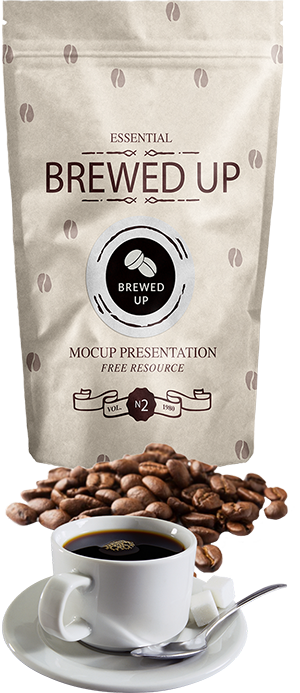 ESSENTIAL
BREWED UP
BREWED
UP
MOCUP PRESENTATION
FREE RESOURCE
VOL. N2 1980